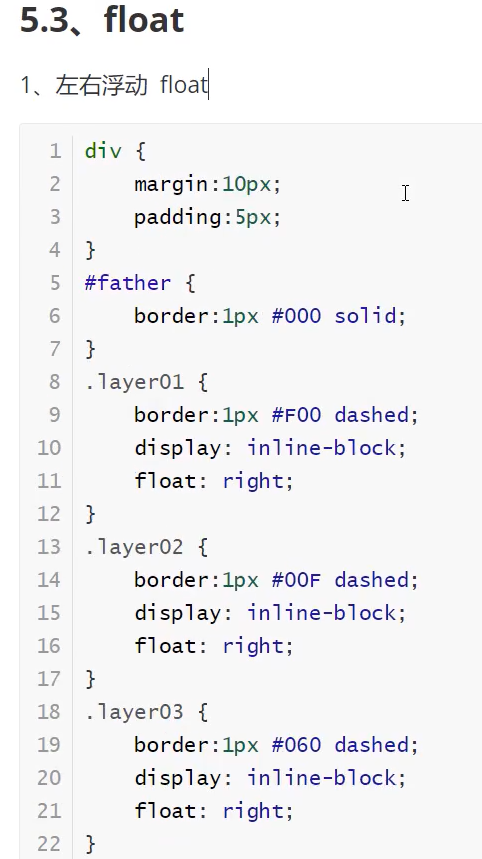 5.3、float
1、左右浮动 float
1 div {
2     margin:10px;
3     padding:5px;
4 }
5 #father {
6     border:1px #000 solid;
7 }
8 .layer01 {
9     border:1px #F00 dashed;
10     display: inline-block;
11     float: right;
12 }
13 .layer02 {
14     border:1px #00F dashed;
15     display: inline-block;
16     float: right;
17 }
18 .layer03 {
19     border:1px #060 dashed;
20     display: inline-block;
21     float: right;
22 }